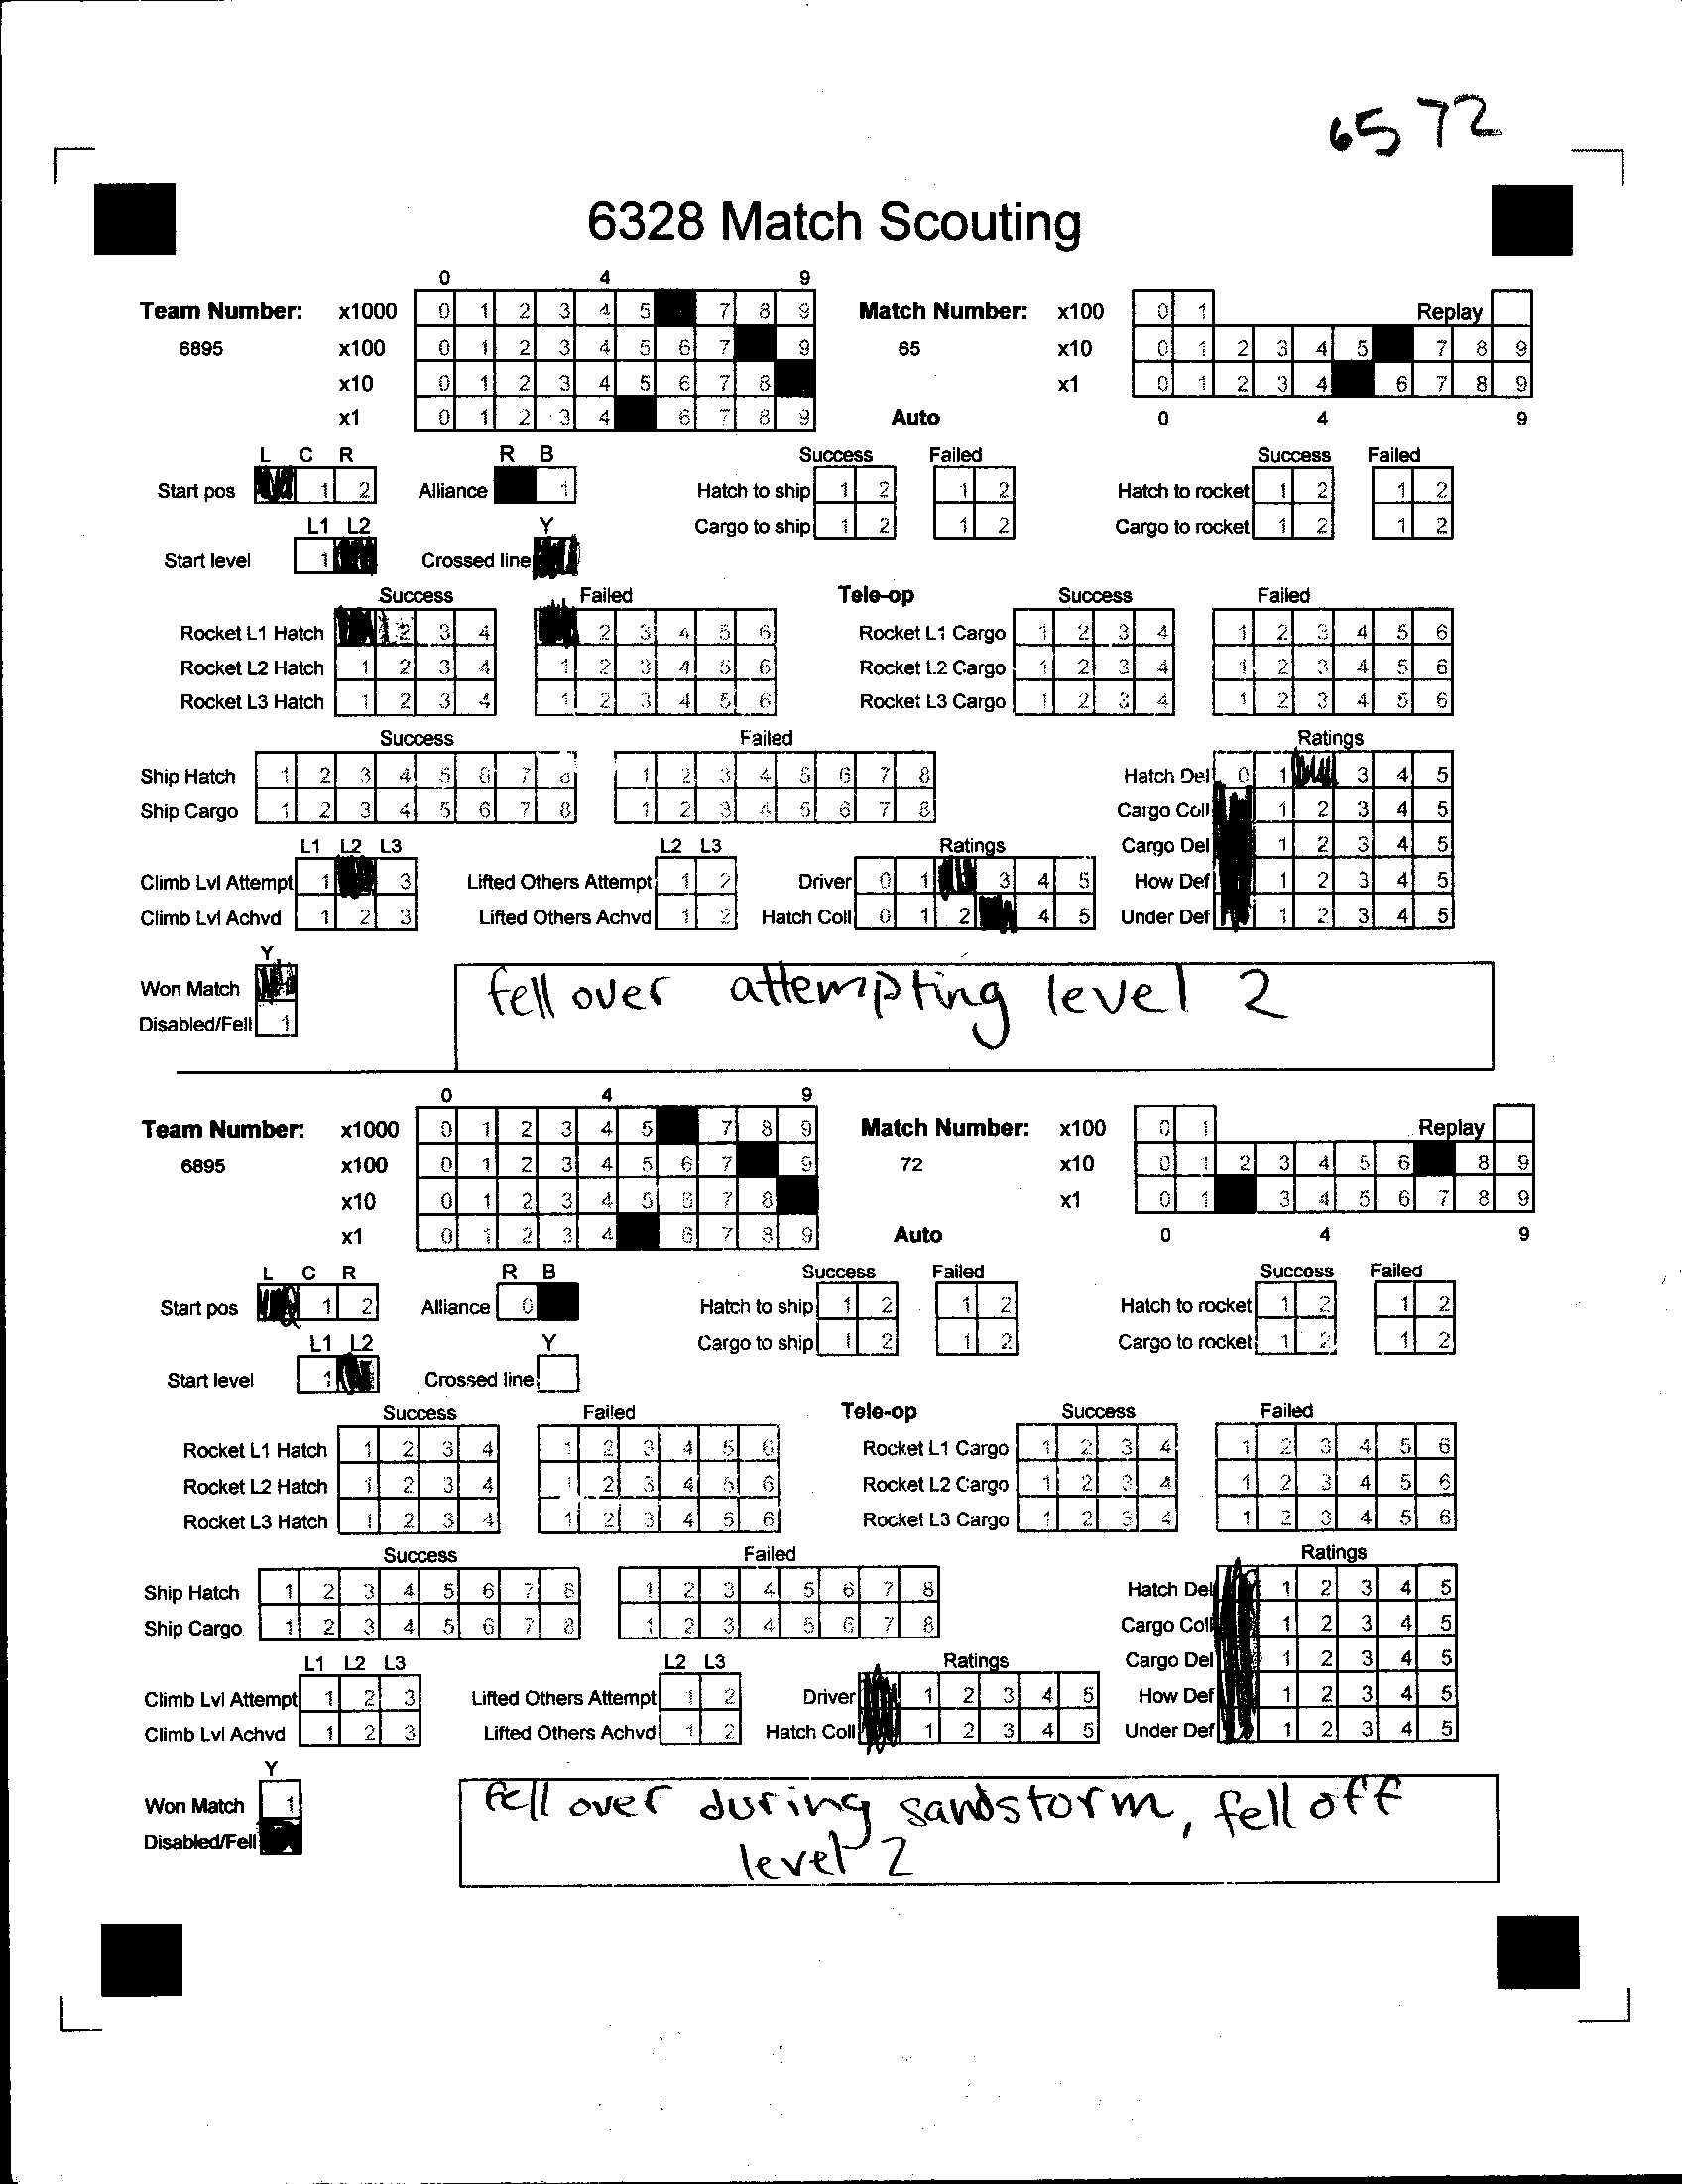 6572
6328 Match Scouting
0 4 9
Team Number: x1000 0 1 2 3 4 5 7 8 9 Match Number: x100 0 1 Replay
6895 x100 0 1 2 3 4 5 6 7 9 65 x10 0 1 2 3 4 5 7 8 9
x10 0 1 2 3 4 5 6 7 8 x1 0 1 2 3 4 6 7 8 9
x1 0 1 2 3 4 6 7 8 9 Auto 0 4 9
L C R R B Success Failed Success Failed
Start pos 1 2 Alliance 1 Hatch to ship 1 2 1 2 Hatch to rocket 1 2 1 2
L1 L2 Y Cargo to ship 1 2 1 2 Cargo to rocket 1 2 1 2
Start level 1 Crossed line
Success Failed Tele-op Success Failed
Rocket L1 Hatch 2 3 4 2 3 4 5 6 Rocket L1 Cargo 1 2 3 4 1 2 3 4 5 6
Rocket L2 Hatch 1 2 3 4 1 2 3 4 5 6 Rocket L2 Cargo 1 2 3 4 1 2 3 4 5 6
Rocket L3 Hatch 1 2 3 4 1 2 3 4 5 6 Rocket L3 Cargo 1 2 3 4 1 2 3 4 5 6
Success Failed Ratings
Ship Hatch 1 2 3 4 5 6 7 8 1 2 3 4 5 6 7 8 Hatch Del 0 1 3 4 5
Ship Cargo 1 2 3 4 5 6 7 8 1 2 3 4 5 6 7 8 Cargo Coll 1 2 3 4 5
L1 L2 L3 L2 L3 Ratings Cargo Del 1 2 3 4 5
Climb Lvl Attempt 1 3 Lifted Others Attempt 1 2 Driver 0 1 3 4 5 How Def 1 2 3 4 5
Climb Lvl Achvd 1 2 3 Lifted Others Achvd 1 2 Hatch Coll 0 1 2 4 5 Under Def 1 2 3 4 5
Y
Won Match fell over attempting level 2
Disabled/Fell 1
0 4 9
Team Number: x1000 0 1 2 3 4 5 7 8 9 Match Number: x100 0 1 Replay
6895 x100 0 1 2 3 4 5 6 7 9 72 x10 0 1 2 3 4 5 6 8 9
x10 0 1 2 3 4 5 6 7 8 x1 0 1 3 4 5 6 7 8 9
x1 0 1 2 3 4 6 7 8 9 Auto 0 4 9
L C R R B Success Failed Success Failed
Start pos 1 2 Alliance 0 Hatch to ship 1 2 1 2 Hatch to rocket 1 2 1 2
L1 L2 Y Cargo to ship 1 2 1 2 Cargo to rocket 1 2 1 2
Start level 1 Crossed line
Success Failed Tele-op Success Failed
Rocket L1 Hatch 1 2 3 4 1 2 3 4 5 6 Rocket L1 Cargo 1 2 3 4 1 2 3 4 5 6
Rocket L2 Hatch 1 2 3 4 1 2 3 4 5 6 Rocket L2 Cargo 1 2 3 4 1 2 3 4 5 6
Rocket L3 Hatch 1 2 3 4 1 2 3 4 5 6 Rocket L3 Cargo 1 2 3 4 1 2 3 4 5 6
Success Failed Ratings
Ship Hatch 1 2 3 4 5 6 7 8 1 2 3 4 5 6 7 8 Hatch Del 1 2 3 4 5
Ship Cargo 1 2 3 4 5 6 7 8 1 2 3 4 5 6 7 8 Cargo Coll 1 2 3 4 5
L1 L2 L3 L2 L3 Ratings Cargo Del 1 2 3 4 5
Climb Lvl Attempt 1 2 3 Lifted Others Attempt 1 2 Driver 1 2 3 4 5 How Def 1 2 3 4 5
Climb Lvl Achvd 1 2 3 Lifted Others Achvd 1 2 Hatch Coll 1 2 3 4 5 Under Def 1 2 3 4 5
Y
Won Match 1 fell over during sandstorm, fell off
Disabled/Fell level 2